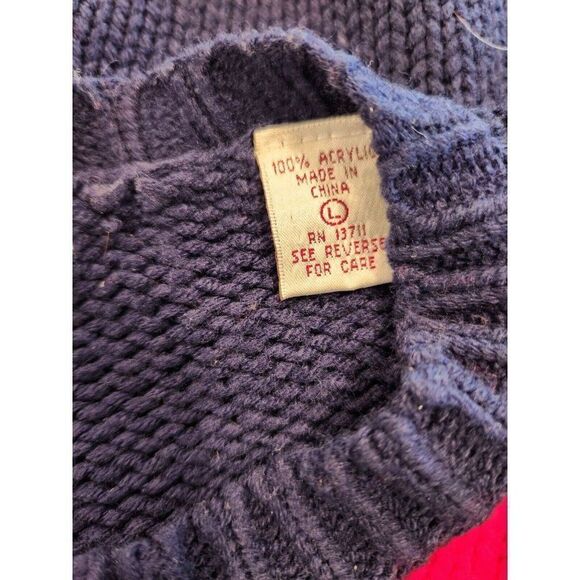 100% ACRYLIC
MADE IN
CHINA
L
RN 13711
SEE REVERSE
FOR CARE